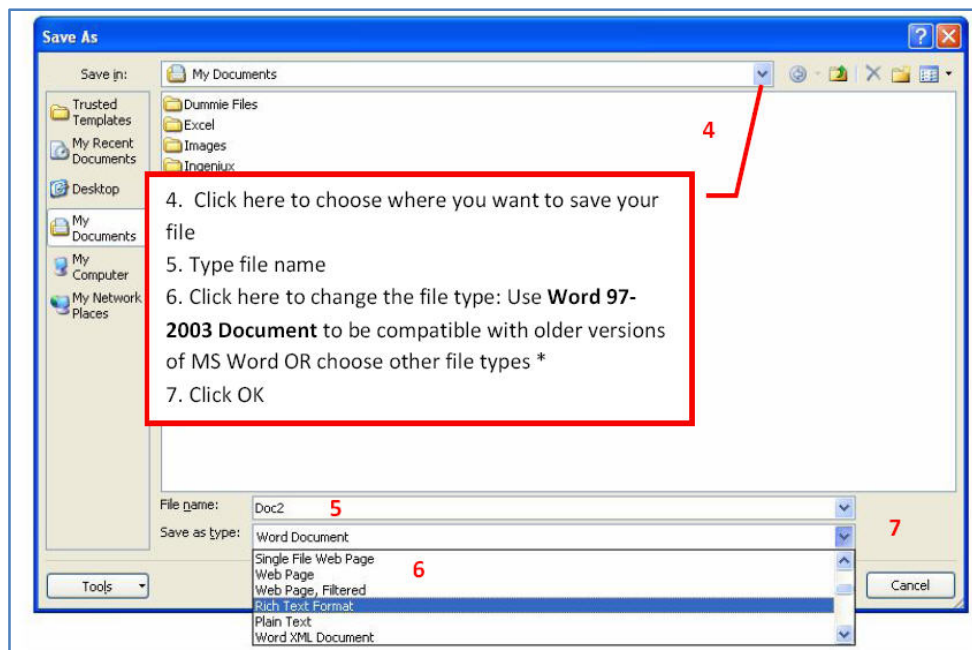 Save As
Save in:
My Documents
Trusted
Templates
My Recent
Documents
Desktop
My
Documents
My
Computer
My Network
Places
Dummie Files
Excel
Images
Ingeniux
4
4. Click here to choose where you want to save your
file
5. Type file name
6. Click here to change the file type: Use Word 97-
2003 Document to be compatible with older versions
of MS Word OR choose other file types *
7. Click OK
File name:
Doc2
5
Save as type:
Word Document
7
Single File Web Page
Web Page
6
Web Page, Filtered
Rich Text Format
Plain Text
Word XML Document
Tools
Cancel